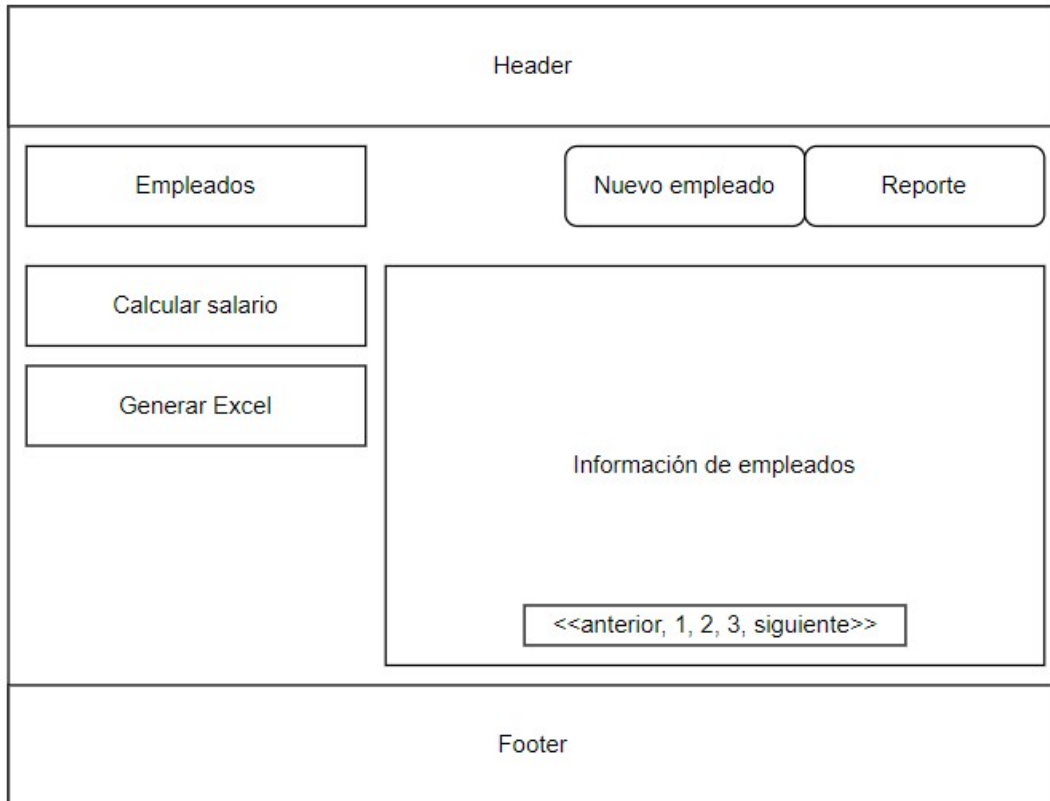 Header
Empleados
Nuevo empleado
Reporte
Calcular salario
Generar Excel
Información de empleados
<<anterior, 1, 2, 3, siguiente>>
Footer